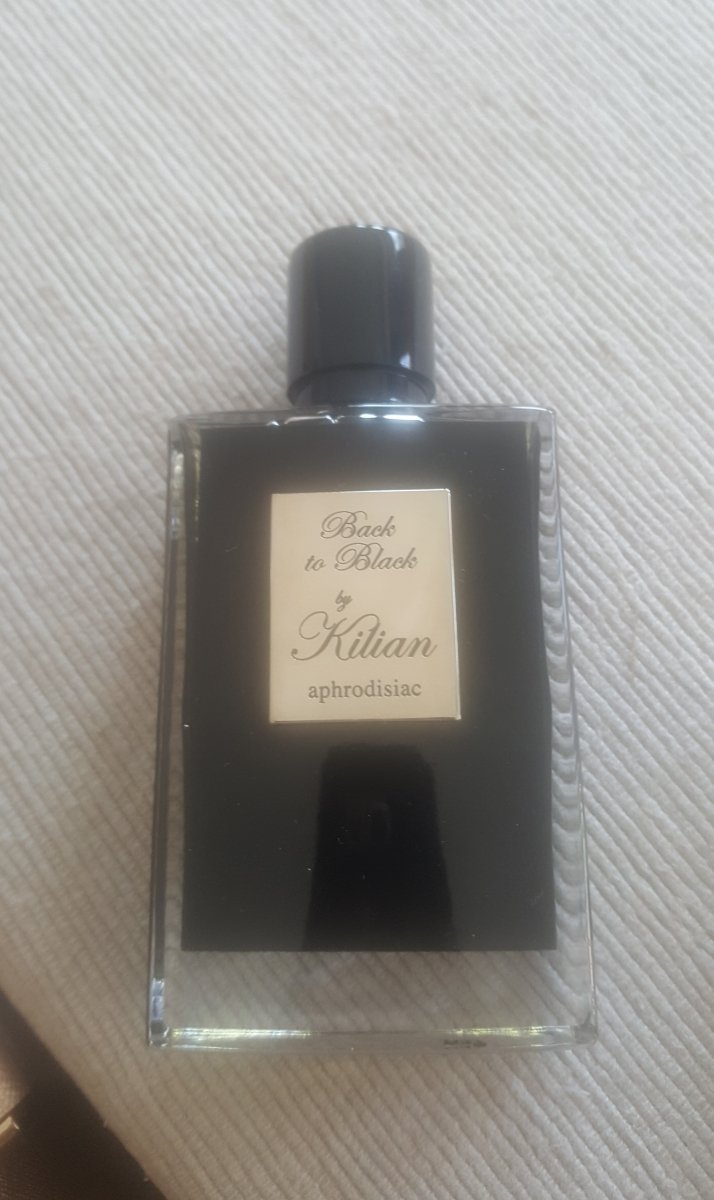 Back
to Black
by
Kilian
aphrodisiac